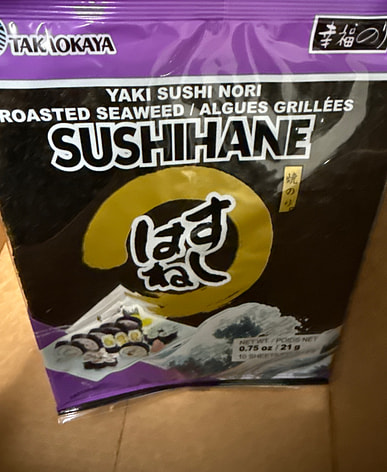 TAKAOKAYA
幸福の
YAKI SUSHI NORI
ROASTED SEAWEED / ALGUES GRILLÉES
SUSHIHANE
焼のり
すし
はね
NET WT / POIDS NET
0.75 oz / 21 g
10 SHEETS